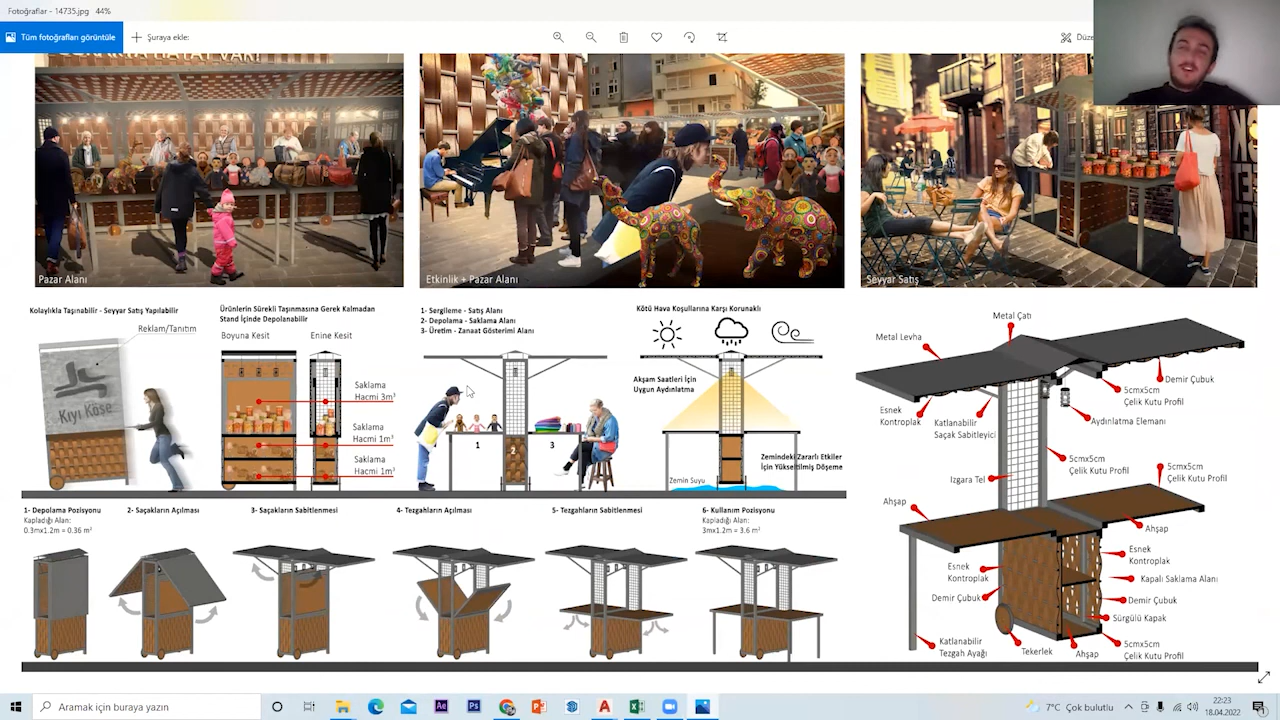 Fotoğraflar - 14735.jpg   44%
Tüm fotoğrafları görüntüle
Şuraya ekle:
Pazar Alanı
Etkinlik + Pazar Alanı
Seyyar Satış
Kolaylıkla Taşınabilir - Seyyar Satış Yapılabilir
Reklam/Tanıtım
Kıyı Köşe
Ürünlerin Sürekli Taşınmasına Gerek Kalmadan
Stand İçinde Depolanabilir
Boyuna Kesit
Enine Kesit
Saklama
Hacmi 3m³
Saklama
Hacmi 1m³
Saklama
Hacmi 1m³
1- Sergileme - Satış Alanı
2- Depolama - Saklama Alanı
3- Üretim - Zanaat Gösterimi Alanı
1
2
3
Kötü Hava Koşullarına Karşı Korunaklı
Akşam Saatleri İçin
Uygun Aydınlatma
Zemindeki Zararlı Etkiler
İçin Yükseltilmiş Döşeme
Zemin Suyu
1- Depolama Pozisyonu
Kapladığı Alan:
0.3mx1.2m = 0.36 m²
2- Saçakların Açılması
3- Saçakların Sabitlenmesi
4- Tezgahların Açılması
5- Tezgahların Sabitlenmesi
6- Kullanım Pozisyonu
Kapladığı Alan:
3mx1.2m = 3.6 m²
Metal Çatı
Metal Levha
Demir Çubuk
5cmx5cm
Çelik Kutu Profil
Esnek
Kontroplak
Katlanabilir
Saçak Sabitleyici
Aydınlatma Elemanı
5cmx5cm
Çelik Kutu Profil
5cmx5cm
Çelik Kutu Profil
Izgara Tel
Ahşap
Ahşap
Esnek
Kontroplak
Esnek
Kontroplak
Kapalı Saklama Alanı
Demir Çubuk
Demir Çubuk
Sürgülü Kapak
Katlanabilir
Tezgah Ayağı
Tekerlek
Ahşap
5cmx5cm
Çelik Kutu Profil
Aramak için buraya yazın
7°C  Çok bulutlu
22:23
18.04.2022